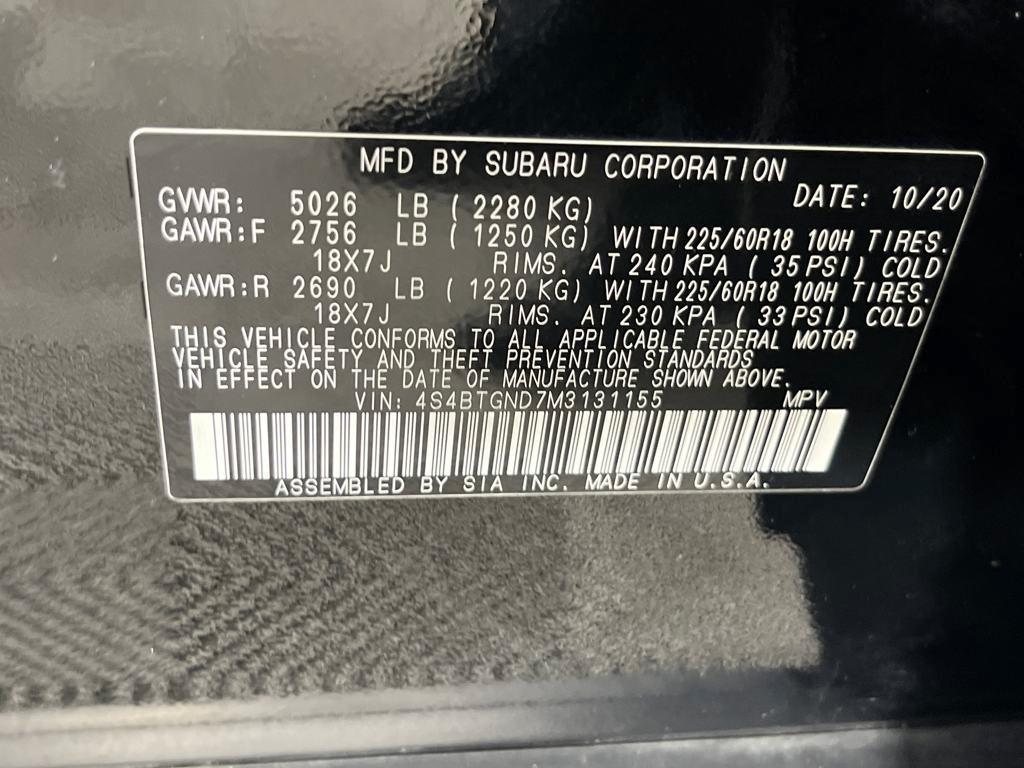 MFD BY SUBARU CORPORATION
DATE: 10/20
GVWR: 5026 LB ( 2280 KG)
GAWR:F 2756 LB ( 1250 KG) WITH 225/60R18 100H TIRES.
18X7J RIMS. AT 240 KPA ( 35 PSI) COLD
GAWR:R 2690 LB ( 1220 KG) WITH 225/60R18 100H TIRES.
18X7J RIMS. AT 230 KPA ( 33 PSI) COLD
THIS VEHICLE CONFORMS TO ALL APPLICABLE FEDERAL MOTOR
VEHICLE SAFETY AND THEFT PREVENTION STANDARDS
IN EFFECT ON THE DATE OF MANUFACTURE SHOWN ABOVE.
VIN: 4S4BTGND7M3131155 MPV
ASSEMBLED BY SIA INC. MADE IN U.S.A.